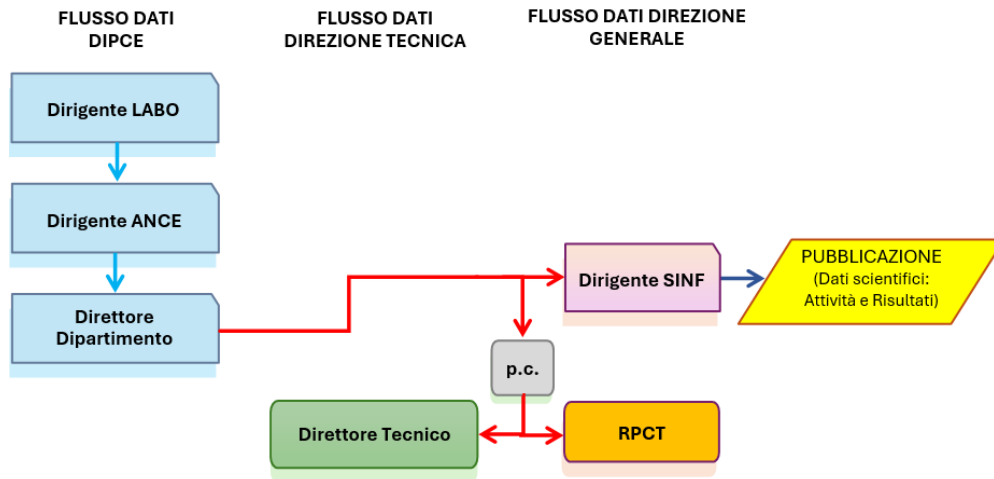 FLUSSO DATI
DIPCE
FLUSSO DATI
DIREZIONE TECNICA
FLUSSO DATI DIREZIONE
GENERALE
Dirigente LABO
Dirigente ANCE
Direttore
Dipartimento
Dirigente SINF
PUBBLICAZIONE
(Dati scientifici:
Attività e Risultati)
p.c.
Direttore Tecnico
RPCT